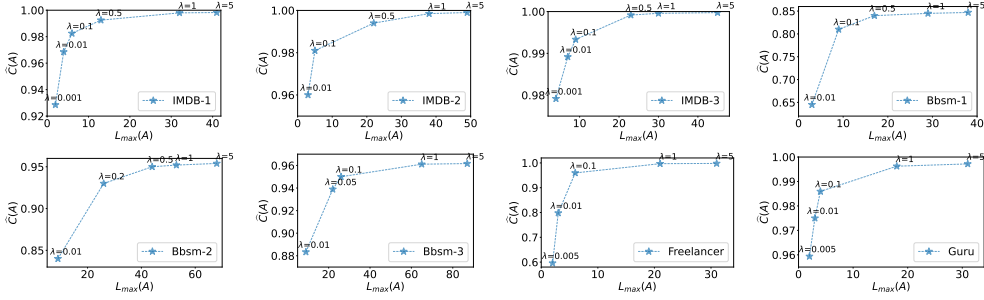 1.00
0.98
0.96
0.94
0.92
Ĉ(A)
λ=0.001
λ=0.01
λ=0.1
λ=0.5
λ=1
λ=5
IMDB-1
0 10 20 30 40
Lmax(A)
1.00
0.98
0.96
Ĉ(A)
λ=0.01
λ=0.1
λ=0.5
λ=1
λ=5
IMDB-2
0 10 20 30 40 50
Lmax(A)
1.00
0.99
0.98
Ĉ(A)
λ=0.001
λ=0.01
λ=0.1
λ=0.5
λ=1
λ=5
IMDB-3
0 10 20 30 40
Lmax(A)
0.85
0.80
0.75
0.70
0.65
Ĉ(A)
λ=0.01
λ=0.1
λ=0.5
λ=1
λ=5
Bbsm-1
0 10 20 30 40
Lmax(A)
0.95
0.90
0.85
Ĉ(A)
λ=0.01
λ=0.2
λ=0.5
λ=1
λ=5
Bbsm-2
20 40 60
Lmax(A)
0.96
0.94
0.92
0.90
0.88
Ĉ(A)
λ=0.01
λ=0.05
λ=0.1
λ=1
λ=5
Bbsm-3
20 40 60 80
Lmax(A)
1.0
0.9
0.8
0.7
0.6
Ĉ(A)
λ=0.005
λ=0.01
λ=0.1
λ=1
λ=5
Freelancer
0 10 20 30
Lmax(A)
1.00
0.99
0.98
0.97
0.96
Ĉ(A)
λ=0.005
λ=0.01
λ=0.1
λ=1
λ=5
Guru
0 10 20 30
Lmax(A)